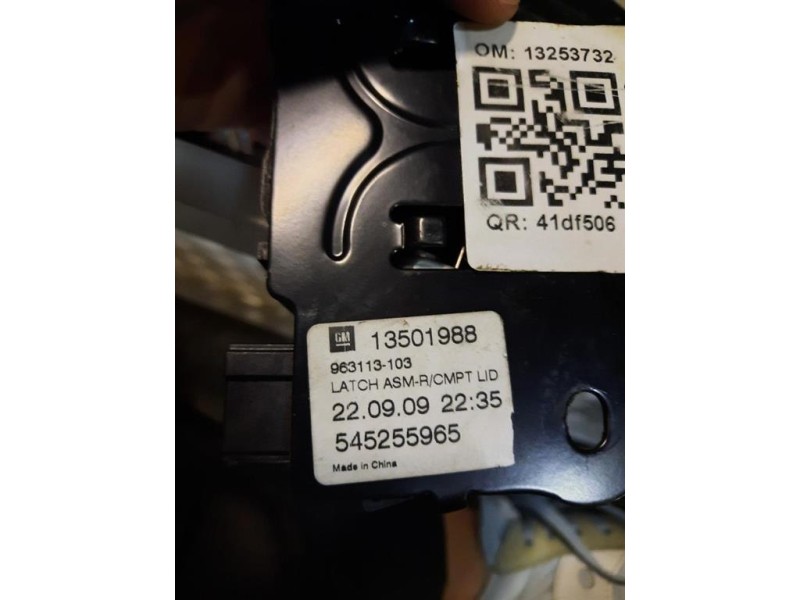 OM: 13253732
QR: 41df506
GM 13501988
963113-103
LATCH ASM-R/CMPT LID
22.09.09 22:35
545255965
Made in China